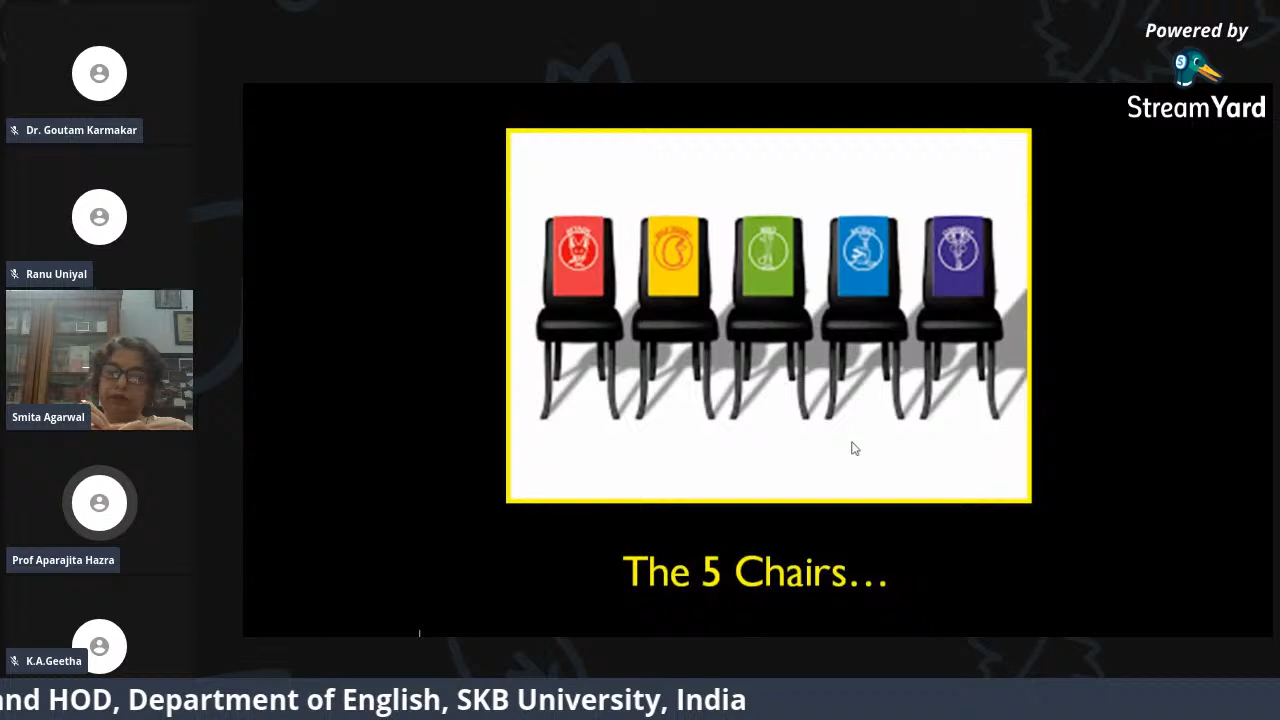 Powered by
StreamYard
Dr. Goutam Karmakar
Ranu Uniyal
Smita Agarwal
Prof Aparajita Hazra
K.A.Geetha
The 5 Chairs...
and HOD, Department of English, SKB University, India